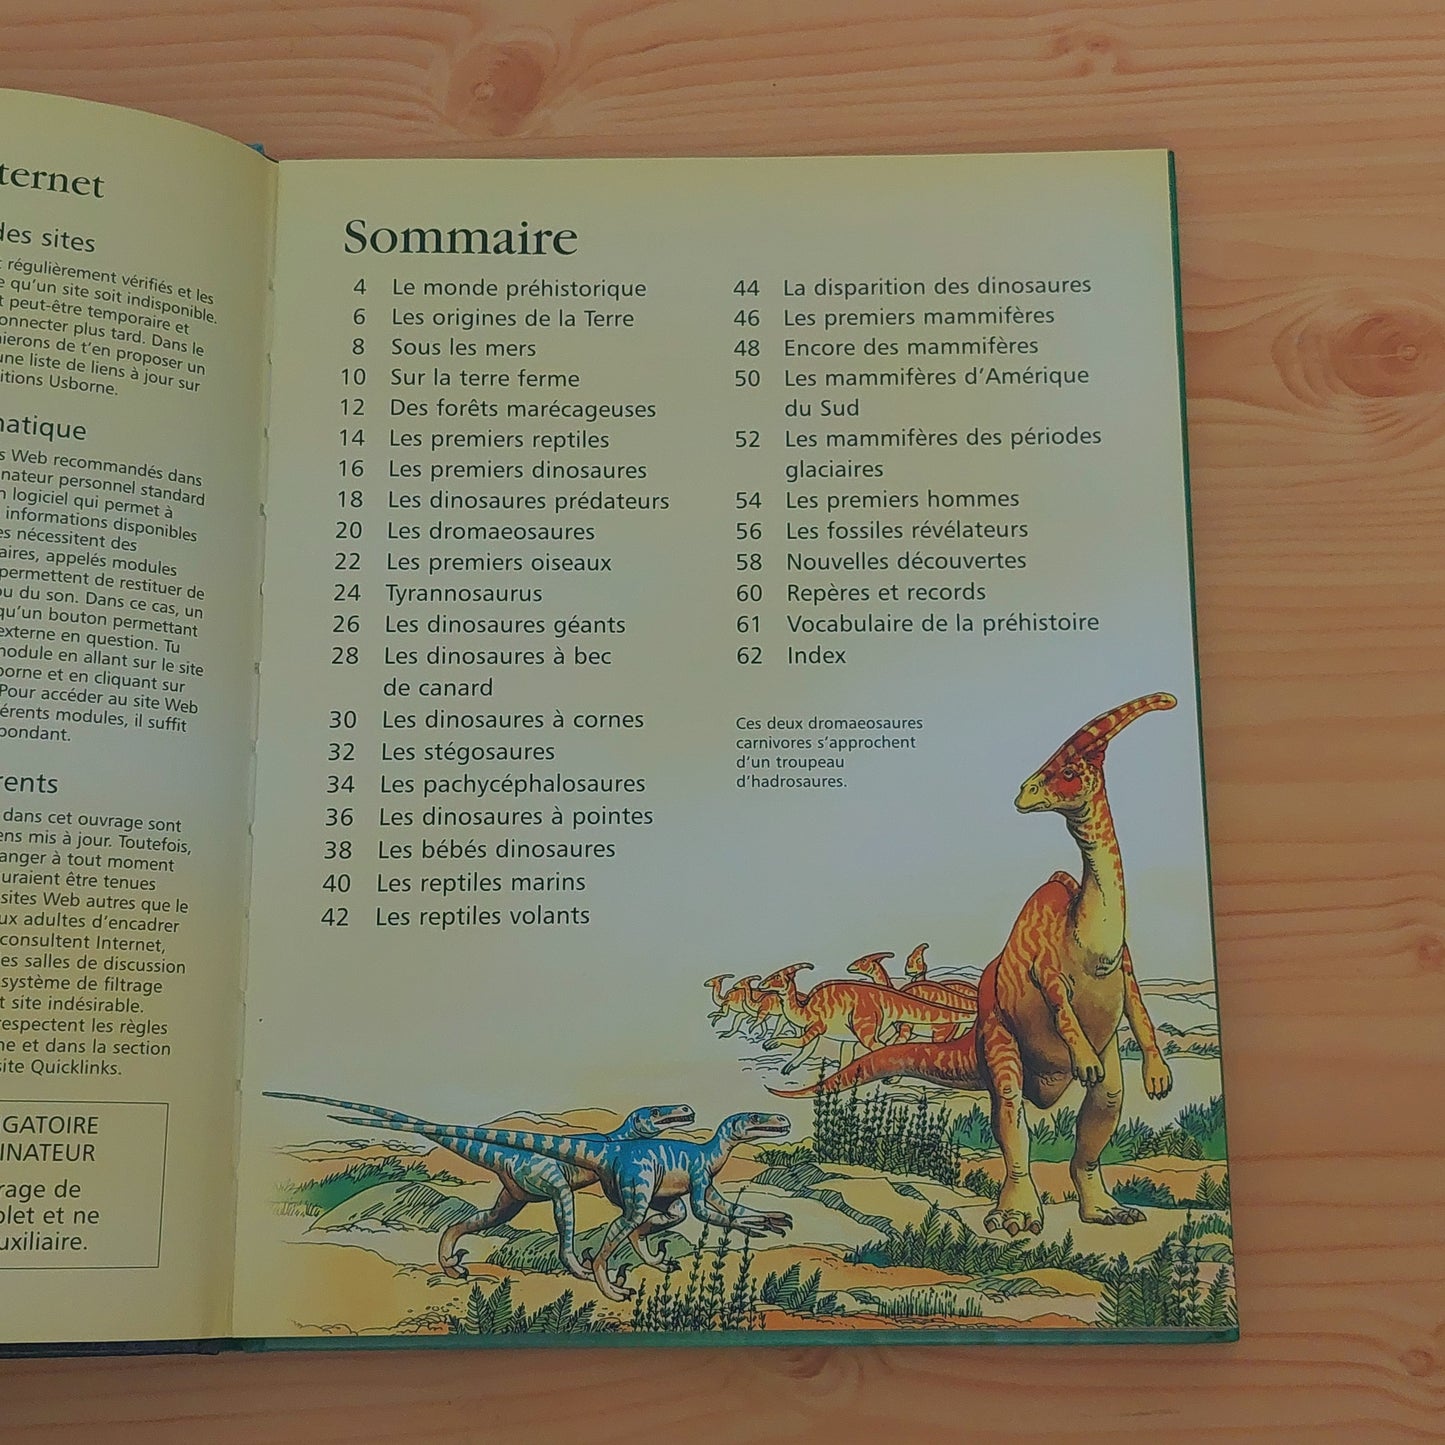 ternet
des sites
régulièrement vérifiés et les
qu'un site soit indisponible.
peut-être temporaire et
onnecter plus tard. Dans le
nierons de t'en proposer un
une liste de liens à jour sur
itions Usborne.
natique
s Web recommandés dans
nateur personnel standard
n logiciel qui permet à
informations disponibles
es nécessitent des
aires, appelés modules
permettent de restituer de
ou du son. Dans ce cas, un
qu'un bouton permettant
externe en question. Tu
module en allant sur le site
borne et en cliquant sur
Pour accéder au site Web
érents modules, il suffit
pondant.
rents
dans cet ouvrage sont
ens mis à jour. Toutefois,
anger à tout moment
uraient être tenues
sites Web autres que le
ux adultes d'encadrer
consultent Internet,
es salles de discussion
système de filtrage
t site indésirable.
respectent les règles
ne et dans la section
site Quicklinks.
GATOIRE
INATEUR
rage de
plet et ne
uxiliaire.
Sommaire
4 Le monde préhistorique
6 Les origines de la Terre
8 Sous les mers
10 Sur la terre ferme
12 Des forêts marécageuses
14 Les premiers reptiles
16 Les premiers dinosaures
18 Les dinosaures prédateurs
20 Les dromaeosaures
22 Les premiers oiseaux
24 Tyrannosaurus
26 Les dinosaures géants
28 Les dinosaures à bec
de canard
30 Les dinosaures à cornes
32 Les stégosaures
34 Les pachycéphalosaures
36 Les dinosaures à pointes
38 Les bébés dinosaures
40 Les reptiles marins
42 Les reptiles volants
44 La disparition des dinosaures
46 Les premiers mammifères
48 Encore des mammifères
50 Les mammifères d'Amérique
du Sud
52 Les mammifères des périodes
glaciaires
54 Les premiers hommes
56 Les fossiles révélateurs
58 Nouvelles découvertes
60 Repères et records
61 Vocabulaire de la préhistoire
62 Index
Ces deux dromaeosaures
carnivores s'approchent
d'un troupeau
d'hadrosaures.